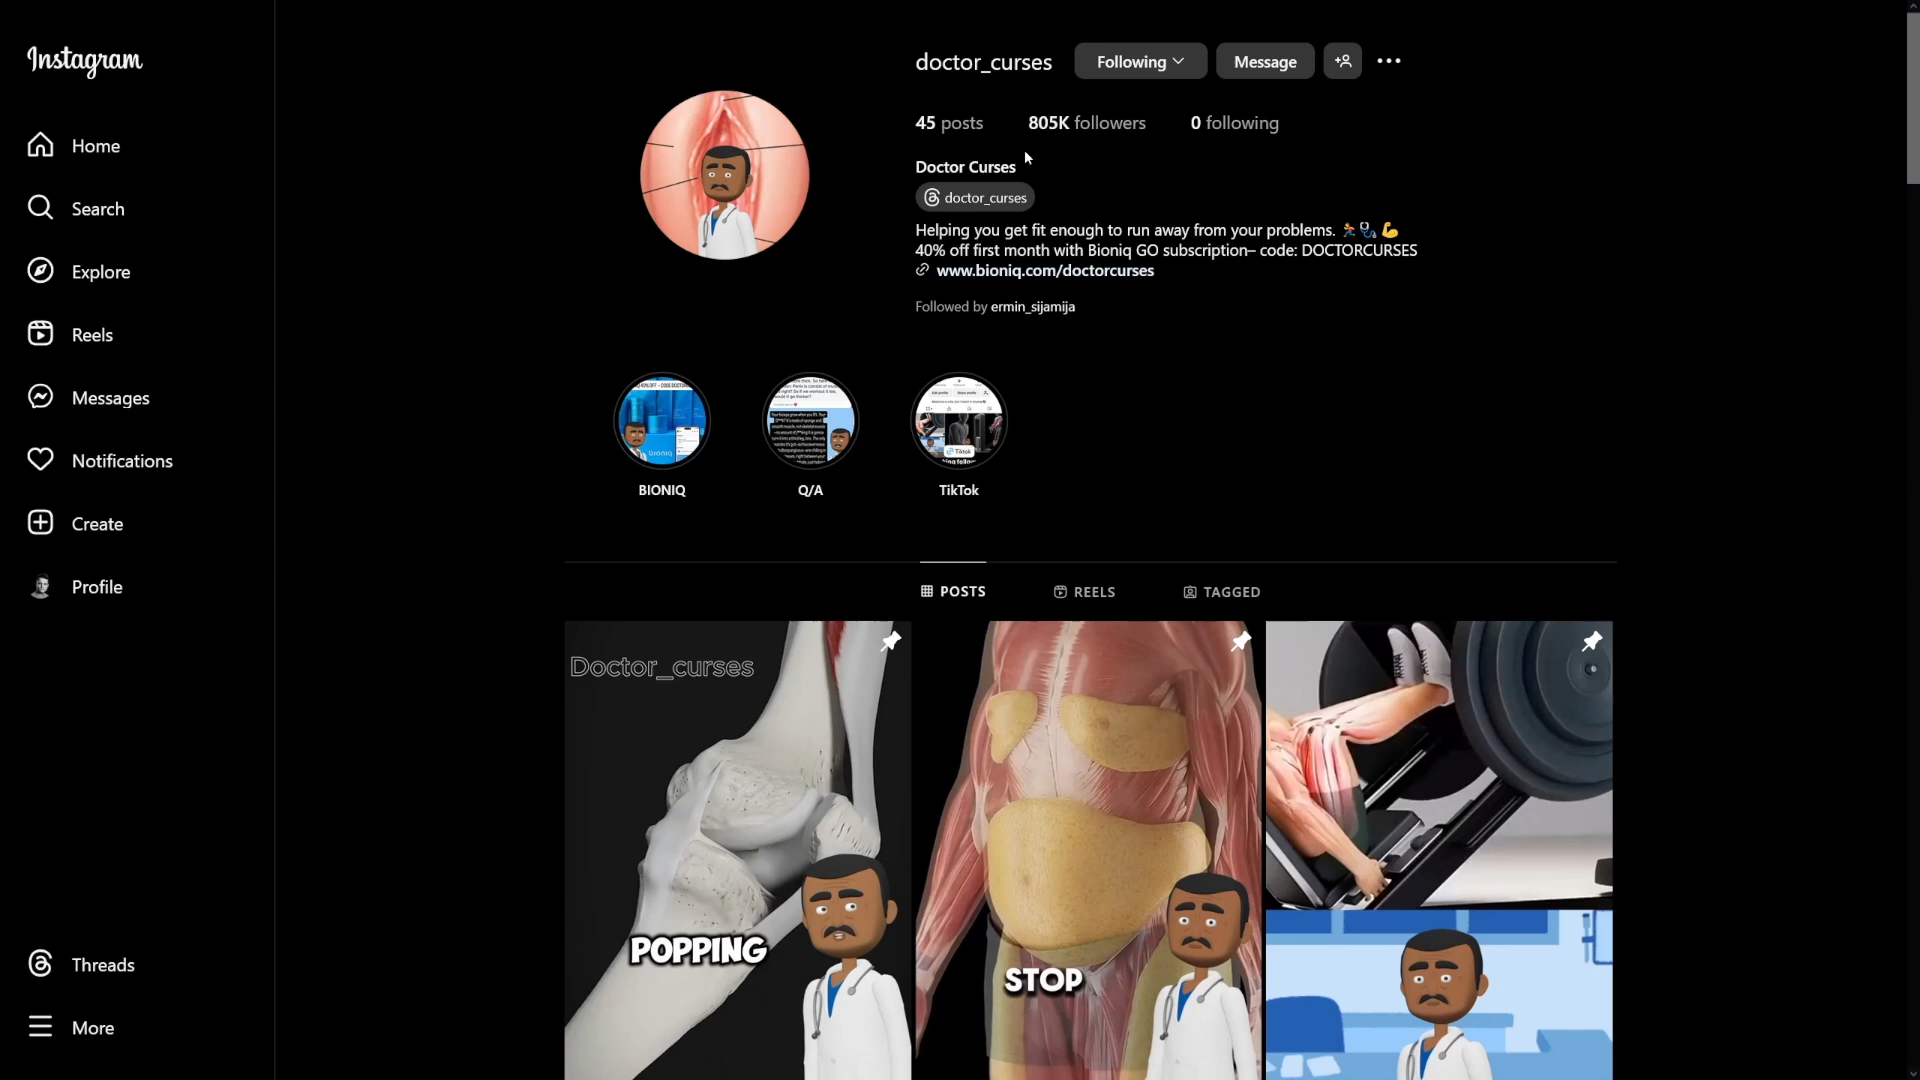 Instagram
Home
Search
Explore
Reels
Messages
Notifications
Create
Profile
Threads
More
doctor_curses
Following
Message
45 posts
805K followers
0 following
Doctor Curses
doctor_curses
Helping you get fit enough to run away from your problems. 🏃🩺💪
40% off first month with Bioniq GO subscription– code: DOCTORCURSES
www.bioniq.com/doctorcurses
Followed by ermin_sijamija
BIONIQ
Q/A
TikTok
POSTS
REELS
TAGGED
Doctor_curses
POPPING
STOP